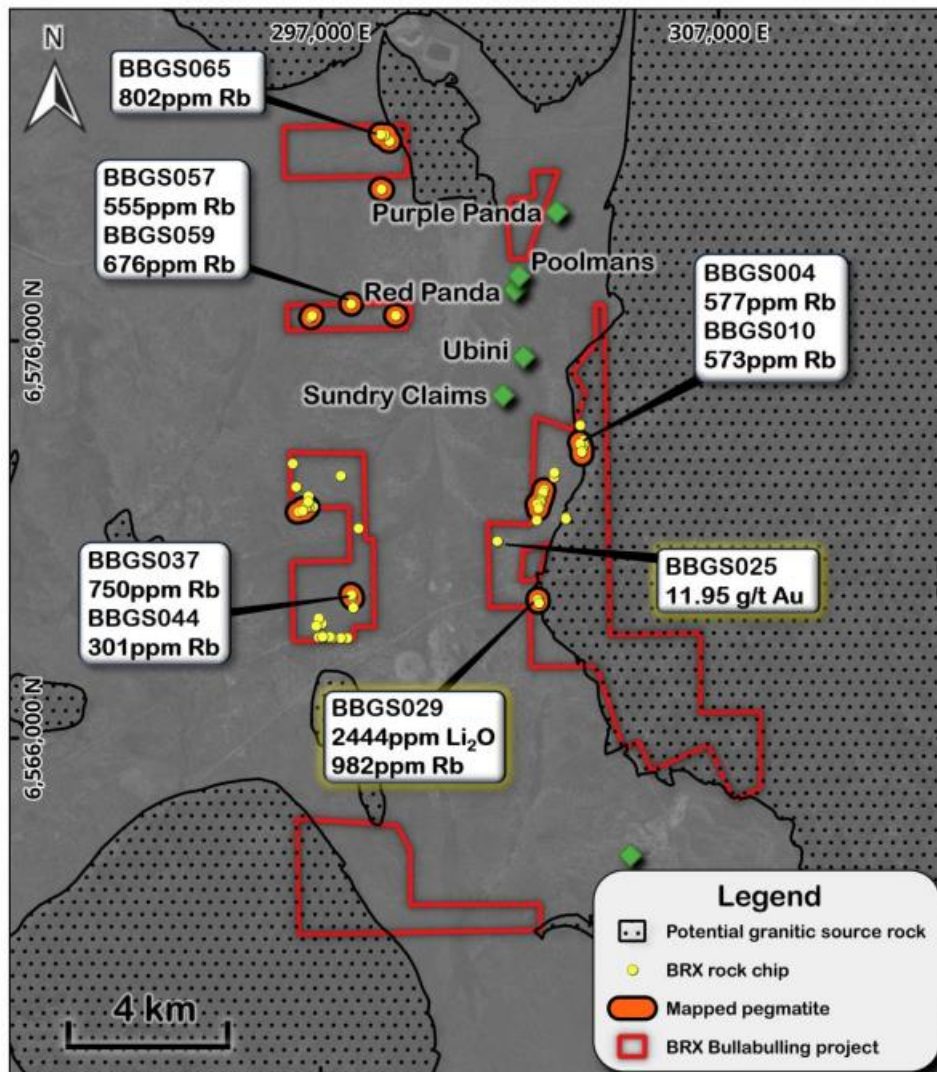 297,000 E
307,000 E
N
BBGS065
802ppm Rb
BBGS057
555ppm Rb
BBGS059
676ppm Rb
Purple Panda
Poolmans
Red Panda
BBGS004
577ppm Rb
BBGS010
573ppm Rb
6,576,000 N
Ubini
Sundry Claims
BBGS037
750ppm Rb
BBGS044
301ppm Rb
BBGS025
11.95 g/t Au
BBGS029
2444ppm Li₂O
982ppm Rb
6,566,000 N
4 km
Legend
Potential granitic source rock
BRX rock chip
Mapped pegmatite
BRX Bullabulling project